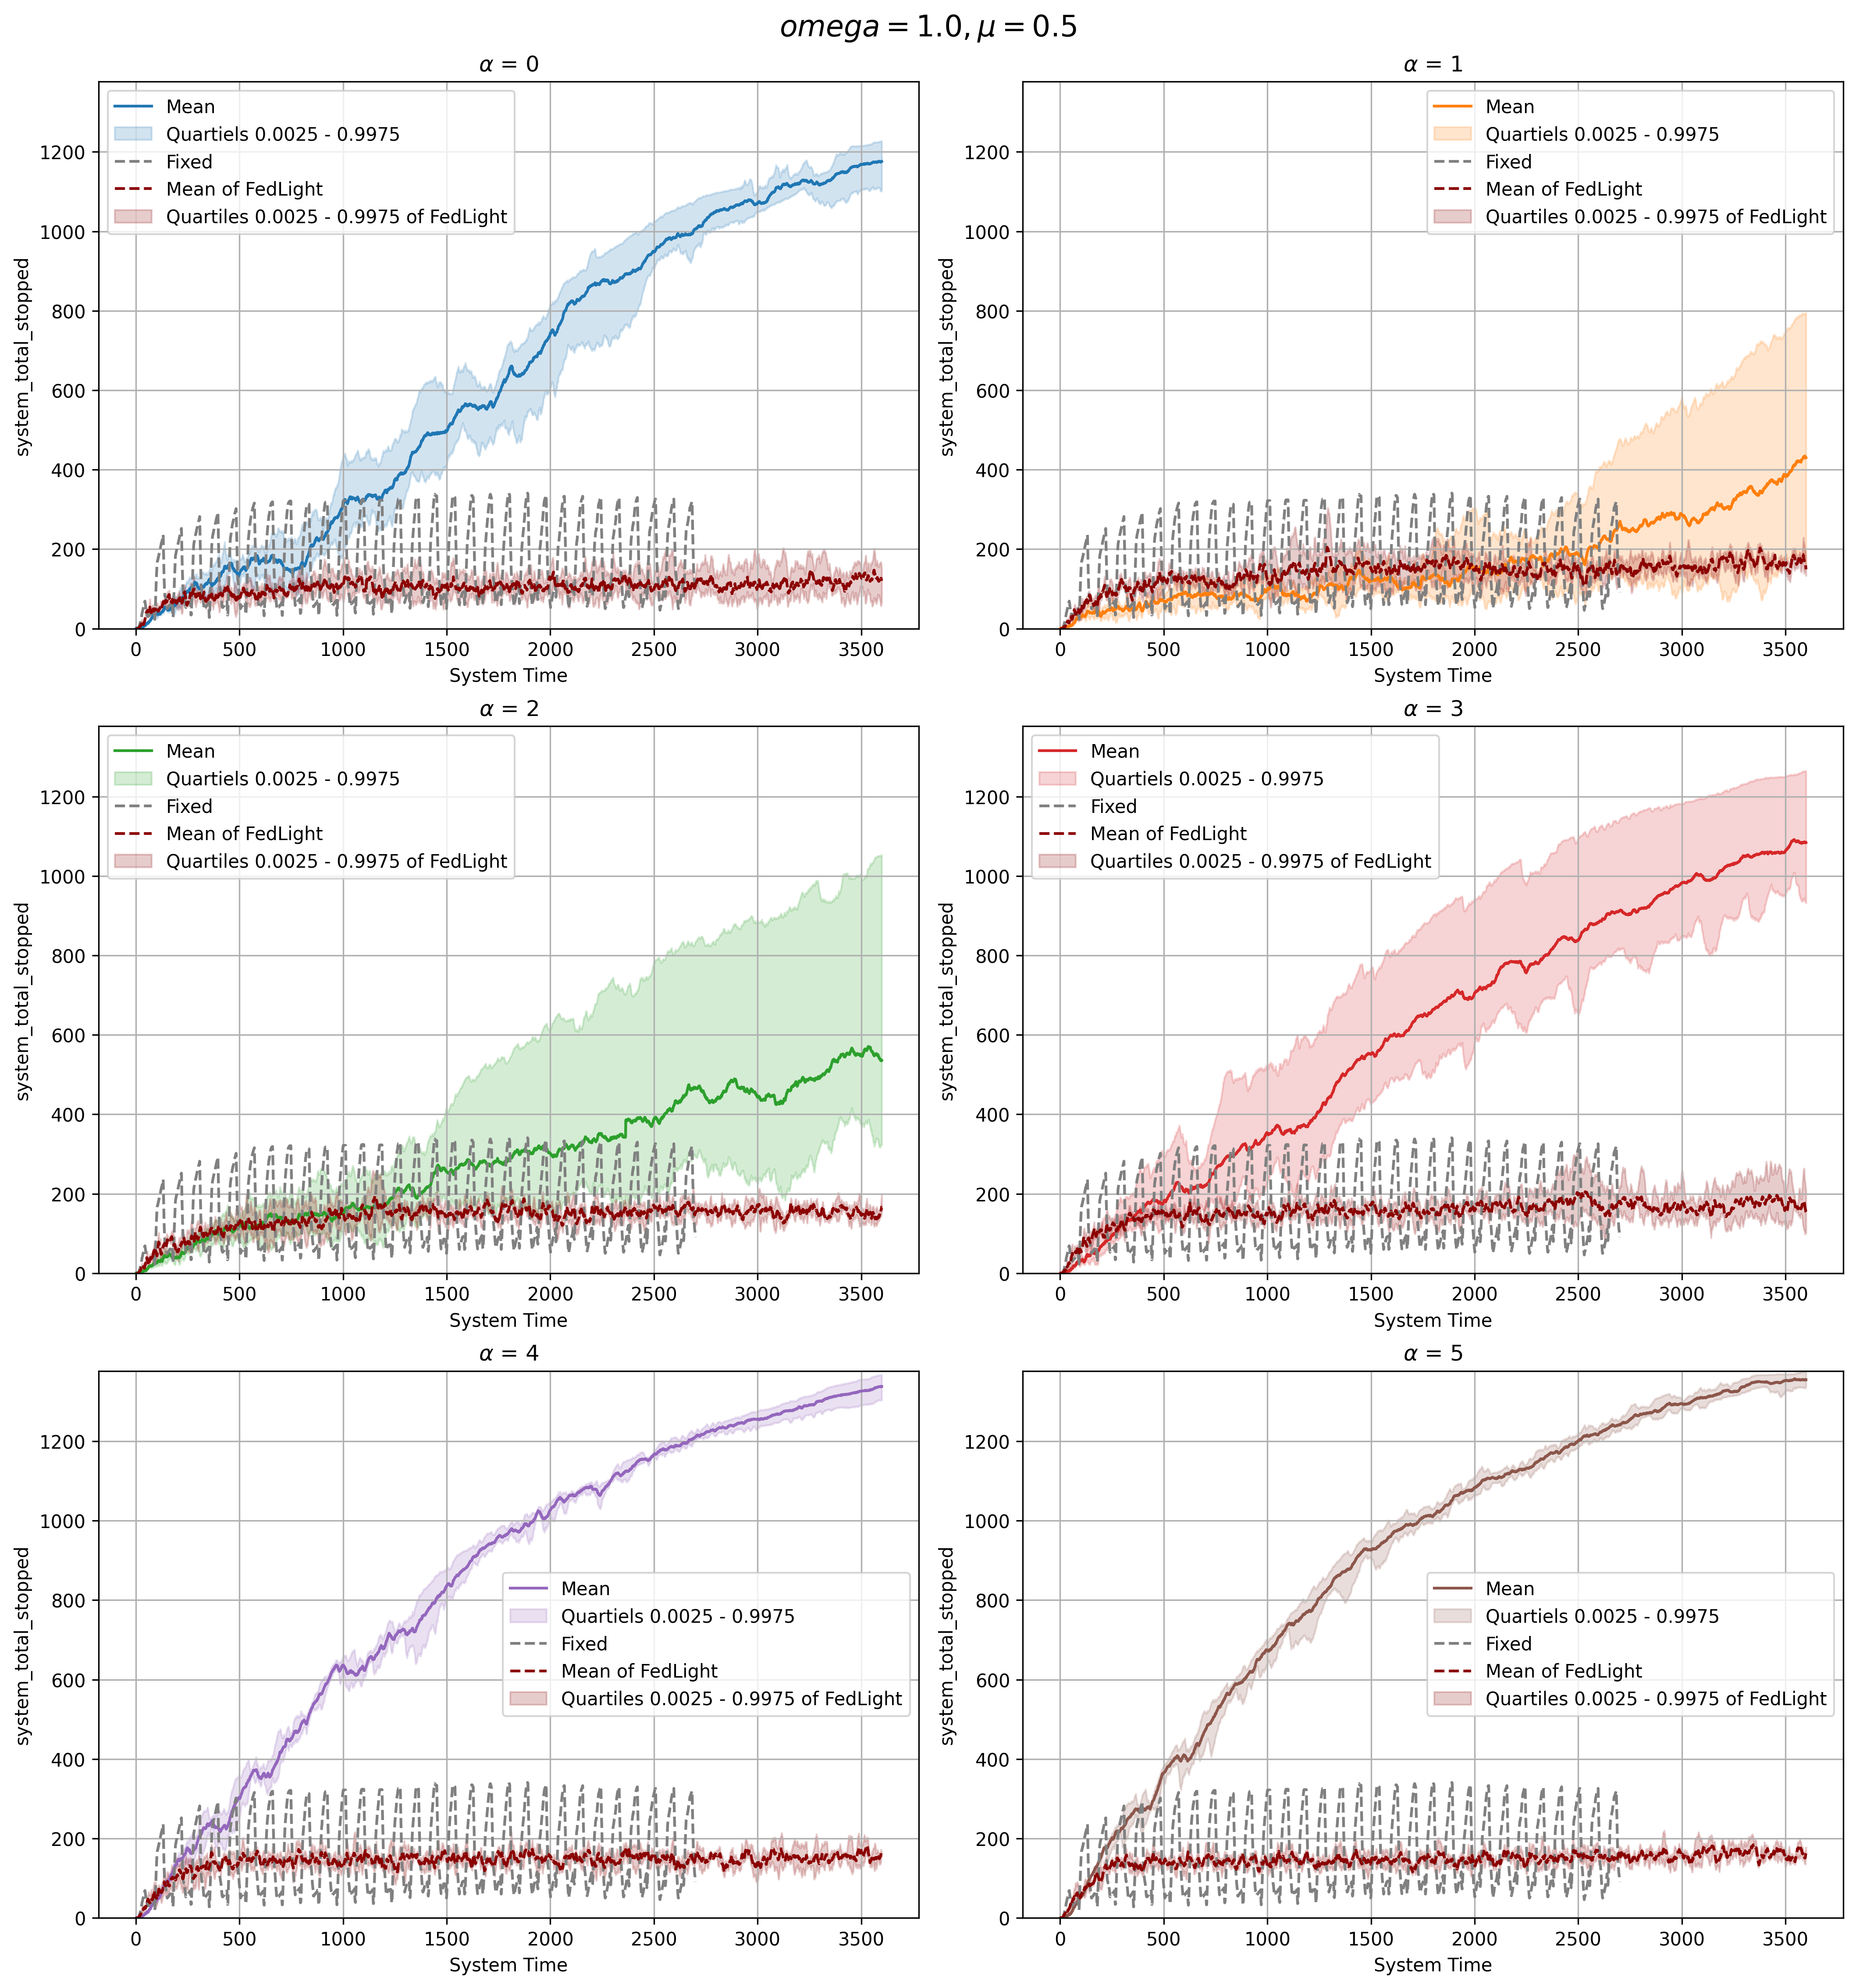 omega = 1.0, μ = 0.5
α = 0
Mean
Quartiels 0.0025 - 0.9975
Fixed
Mean of FedLight
Quartiles 0.0025 - 0.9975 of FedLight
system_total_stopped
1200
1000
800
600
400
200
0
0 500 1000 1500 2000 2500 3000 3500
System Time
α = 1
Mean
Quartiels 0.0025 - 0.9975
Fixed
Mean of FedLight
Quartiles 0.0025 - 0.9975 of FedLight
system_total_stopped
1200
1000
800
600
400
200
0
0 500 1000 1500 2000 2500 3000 3500
System Time
α = 2
Mean
Quartiels 0.0025 - 0.9975
Fixed
Mean of FedLight
Quartiles 0.0025 - 0.9975 of FedLight
system_total_stopped
1200
1000
800
600
400
200
0
0 500 1000 1500 2000 2500 3000 3500
System Time
α = 3
Mean
Quartiels 0.0025 - 0.9975
Fixed
Mean of FedLight
Quartiles 0.0025 - 0.9975 of FedLight
system_total_stopped
1200
1000
800
600
400
200
0
0 500 1000 1500 2000 2500 3000 3500
System Time
α = 4
Mean
Quartiels 0.0025 - 0.9975
Fixed
Mean of FedLight
Quartiles 0.0025 - 0.9975 of FedLight
system_total_stopped
1200
1000
800
600
400
200
0
0 500 1000 1500 2000 2500 3000 3500
System Time
α = 5
Mean
Quartiels 0.0025 - 0.9975
Fixed
Mean of FedLight
Quartiles 0.0025 - 0.9975 of FedLight
system_total_stopped
1200
1000
800
600
400
200
0
0 500 1000 1500 2000 2500 3000 3500
System Time